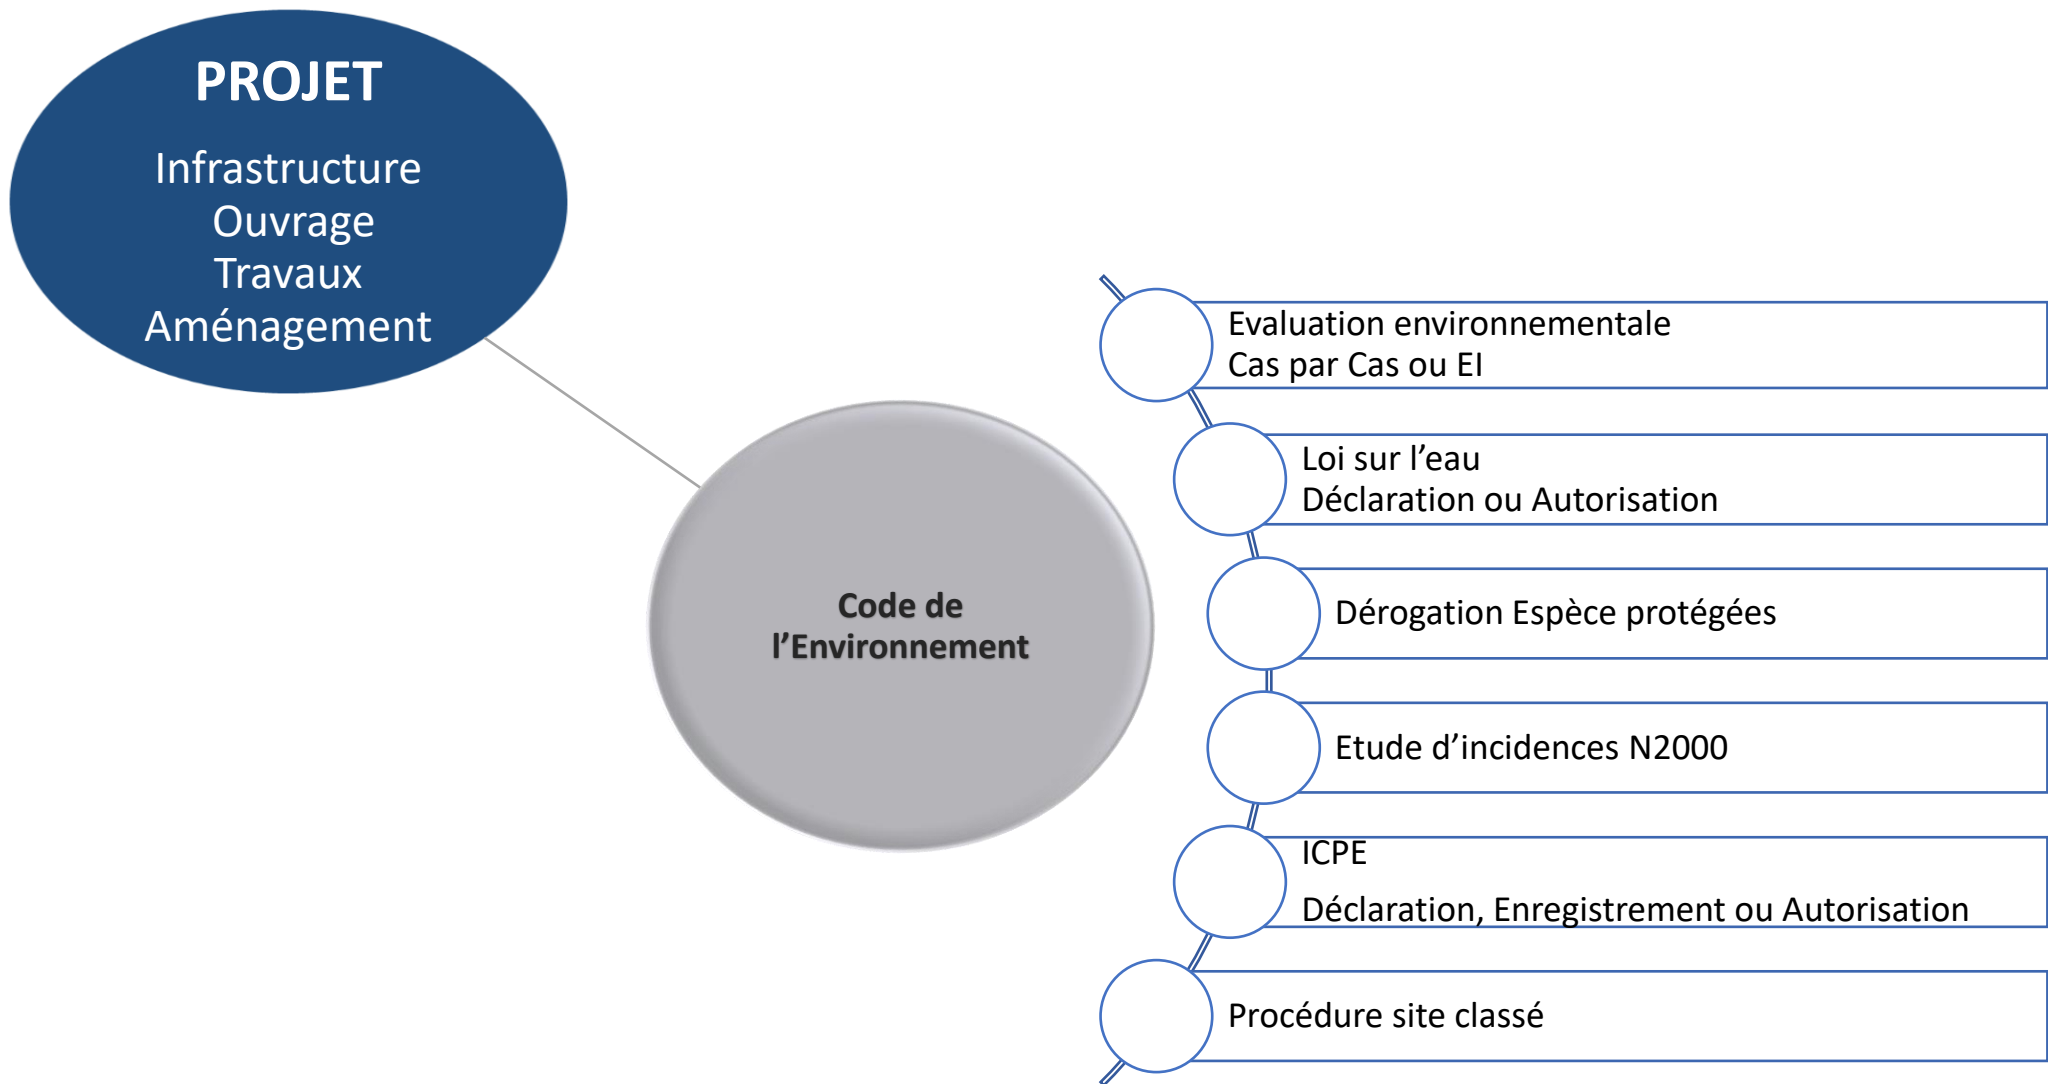 PROJET
Infrastructure
Ouvrage
Travaux
Aménagement
Code de
l’Environnement
Evaluation environnementale
Cas par Cas ou EI
Loi sur l’eau
Déclaration ou Autorisation
Dérogation Espèce protégées
Etude d’incidences N2000
ICPE
Déclaration, Enregistrement ou Autorisation
Procédure site classé